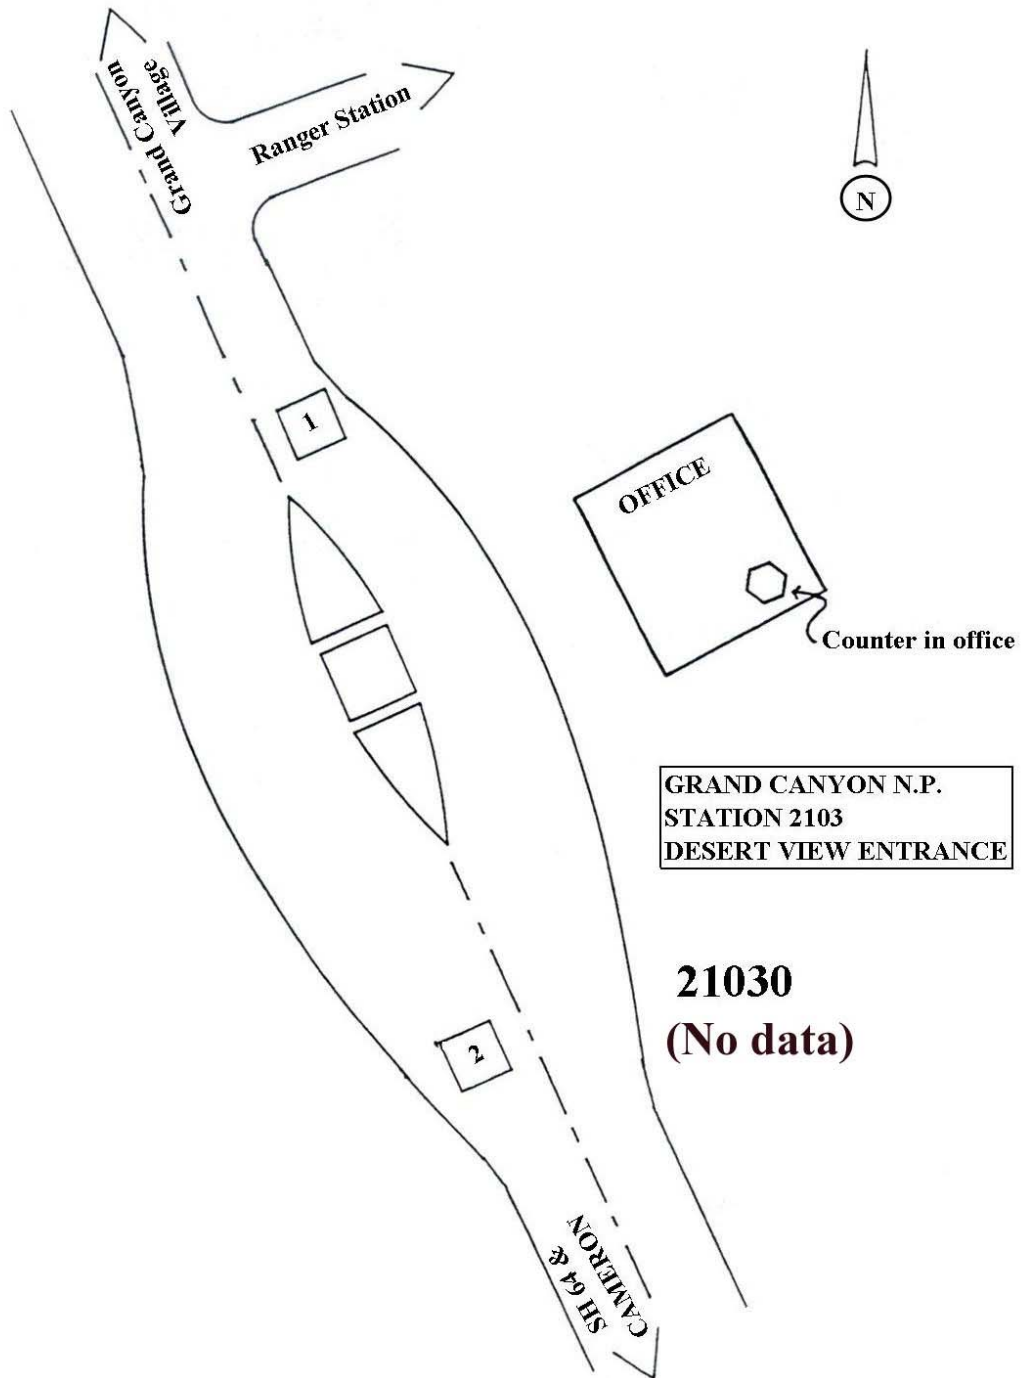 Grand Canyon
Village
Ranger Station
N
1
OFFICE
Counter in office
GRAND CANYON N.P.
STATION 2103
DESERT VIEW ENTRANCE
21030
(No data)
2
SH 64 &
CAMERON